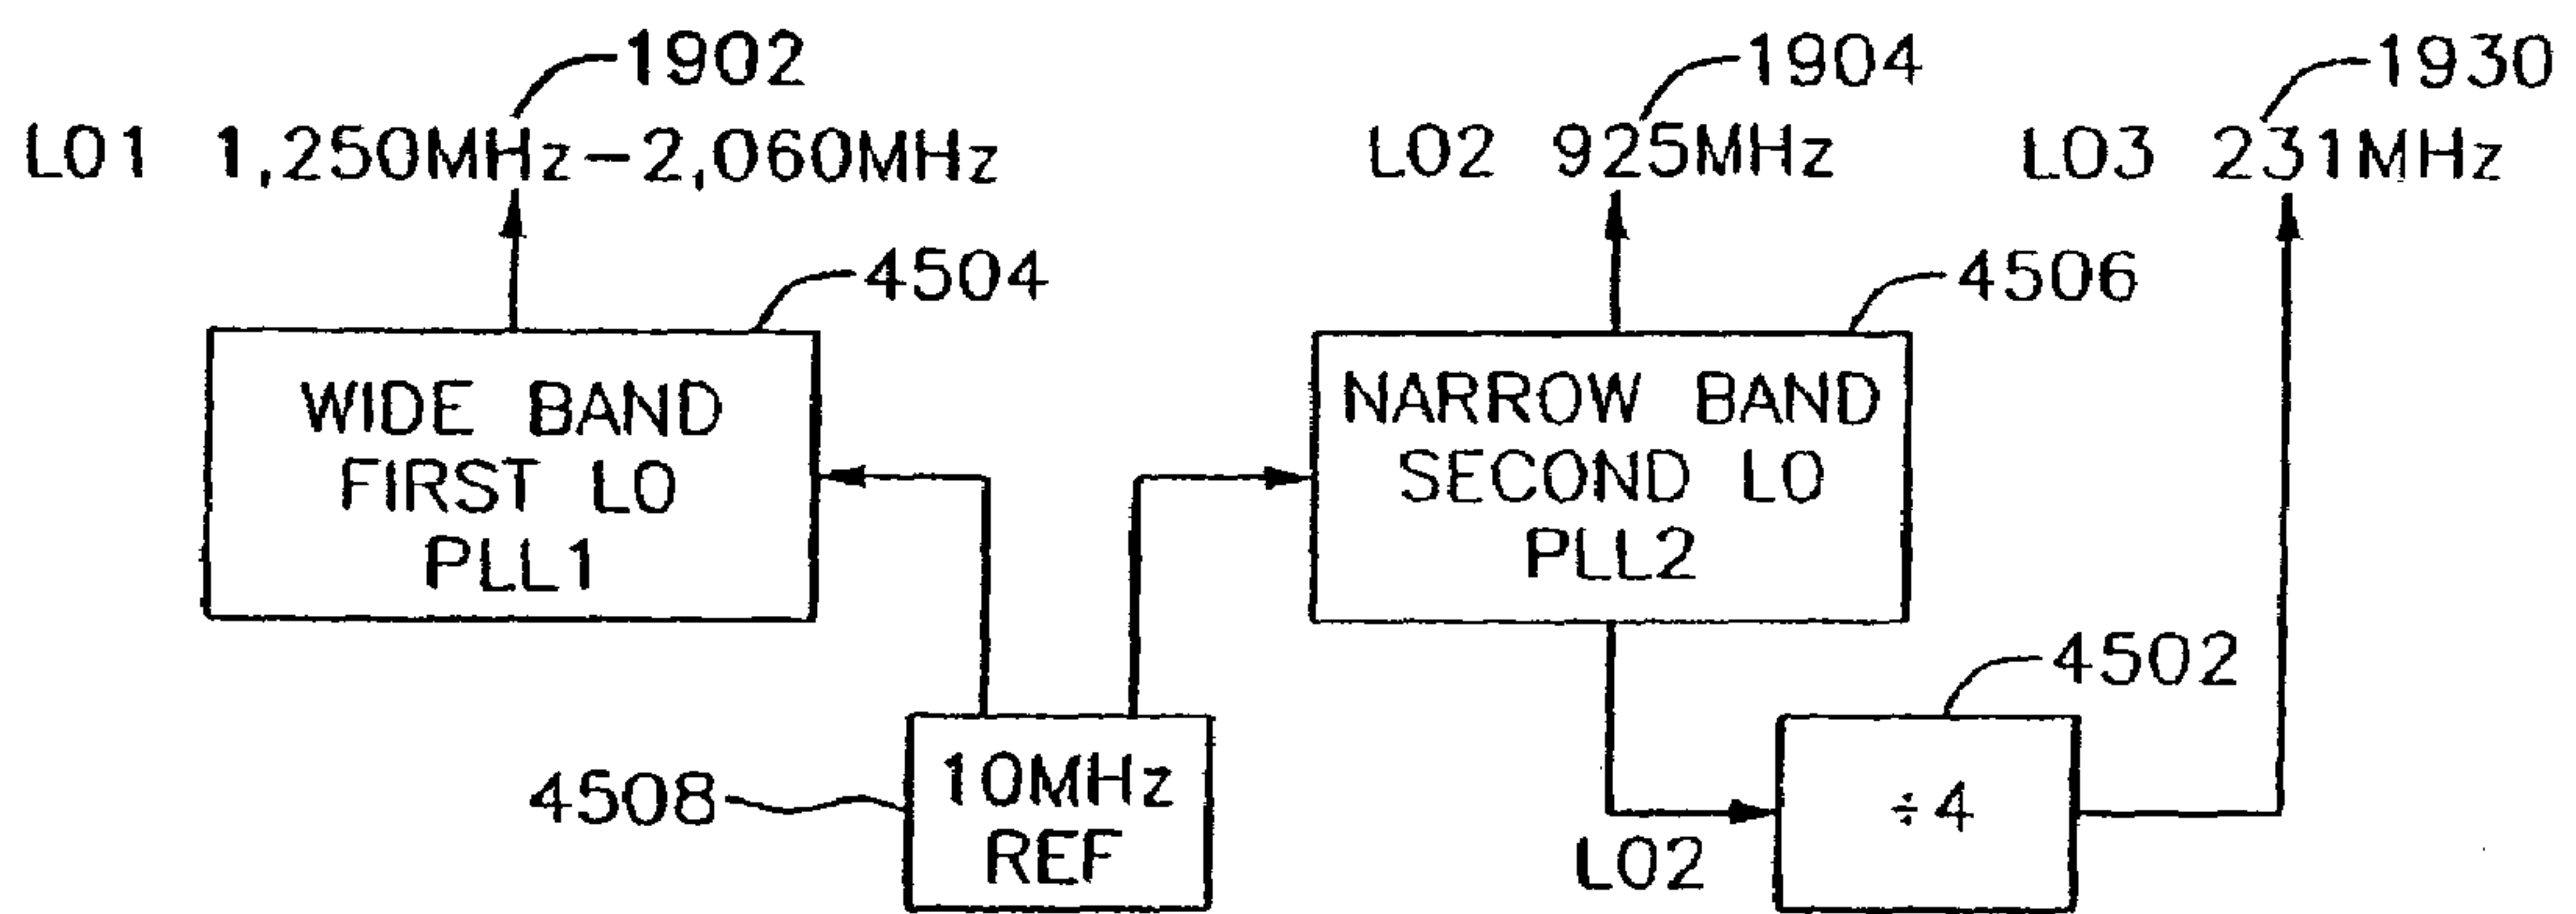 1902
1904
1930
LO1 1,250MHz-2,060MHz
LO2 925MHz
LO3 231MHz
4504
4506
WIDE BAND
FIRST LO
PLL1
NARROW BAND
SECOND LO
PLL2
4502
4508
10MHz
REF
LO2
÷4